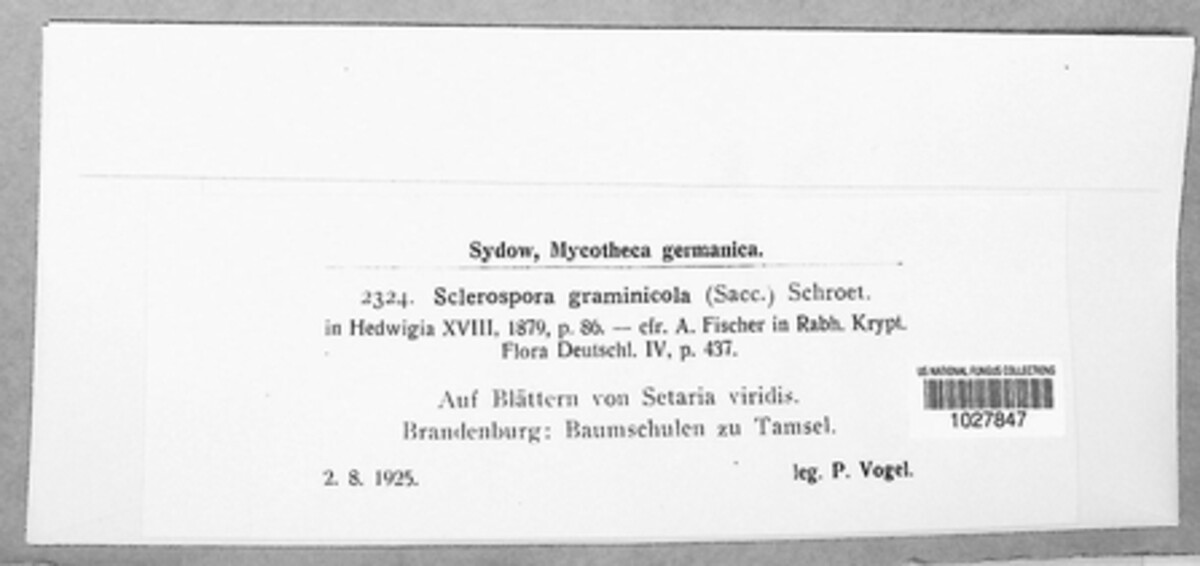 Sydow, Mycotheca germanica.
2324. Sclerospora graminicola (Sacc.) Schroet.
in Hedwigia XVIII, 1879, p. 86. — cfr. A. Fischer in Rabh. Krypt.
Flora Deutschl. IV, p. 437.
Auf Blättern von Setaria viridis.
Brandenburg: Baumschulen zu Tamsel.
2. 8. 1925. leg. P. Vogel.
US NATIONAL FUNGUS COLLECTIONS
1027847